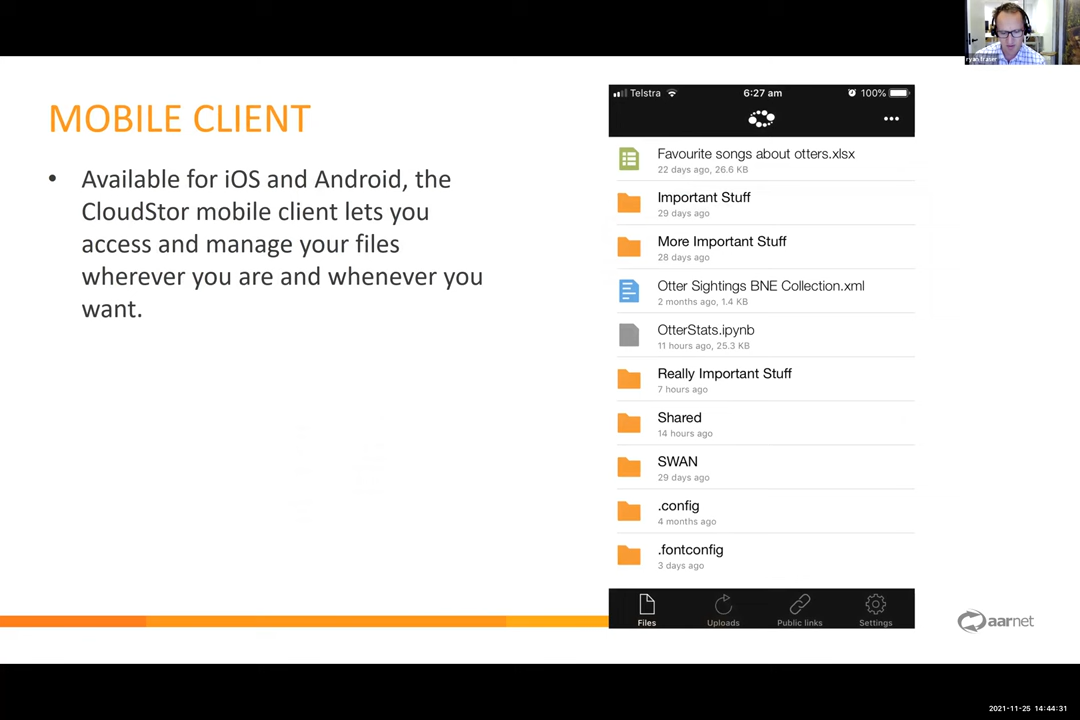 ryan fraser
MOBILE CLIENT
• Available for iOS and Android, the
CloudStor mobile client lets you
access and manage your files
wherever you are and whenever you
want.
Telstra 6:27 am 100%
Favourite songs about otters.xlsx
22 days ago, 26.6 KB
Important Stuff
29 days ago
More Important Stuff
28 days ago
Otter Sightings BNE Collection.xml
2 months ago, 1.4 KB
OtterStats.ipynb
11 hours ago, 25.3 KB
Really Important Stuff
7 hours ago
Shared
14 hours ago
SWAN
29 days ago
.config
4 months ago
.fontconfig
3 days ago
Files Uploads Public links Settings
aarnet
2021-11-25 14:44:31